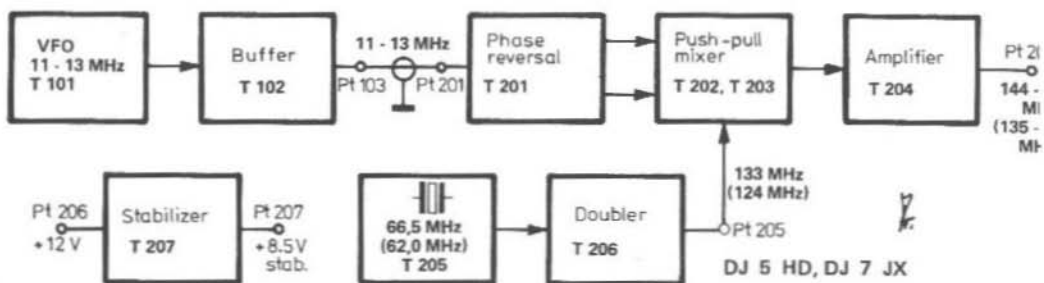 VFO
11 - 13 MHz
T 101
Buffer
T 102
11 - 13 MHz
Pt 103
Pt 201
Phase
reversal
T 201
Push-pull
mixer
T 202, T 203
Amplifier
T 204
144 -
(135 -
133 MHz
(124 MHz)
Pt 206
+ 12 V
Stabilizer
T 207
Pt 207
+ 8.5V
stab.
66,5 MHz
(62,0 MHz)
T 205
Doubler
T 206
Pt 205
DJ 5 HD, DJ 7 JX